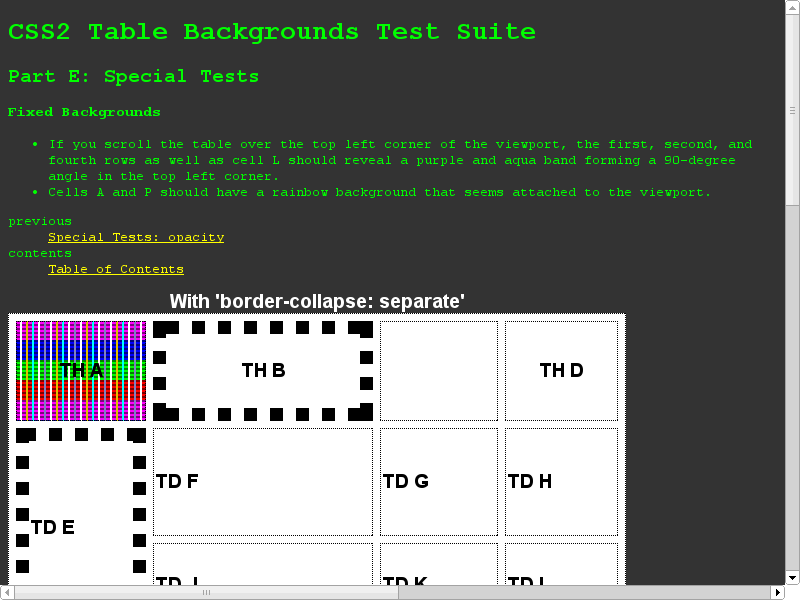 CSS2 Table Backgrounds Test Suite
Part E: Special Tests
Fixed Backgrounds
• If you scroll the table over the top left corner of the viewport, the first, second, and
fourth rows as well as cell L should reveal a purple and aqua band forming a 90-degree
angle in the top left corner.
• Cells A and P should have a rainbow background that seems attached to the viewport.
previous
Special Tests: opacity
contents
Table of Contents
With 'border-collapse: separate'
TH A
TH B
TH D
TD E
TD F
TD G
TD H
TD K